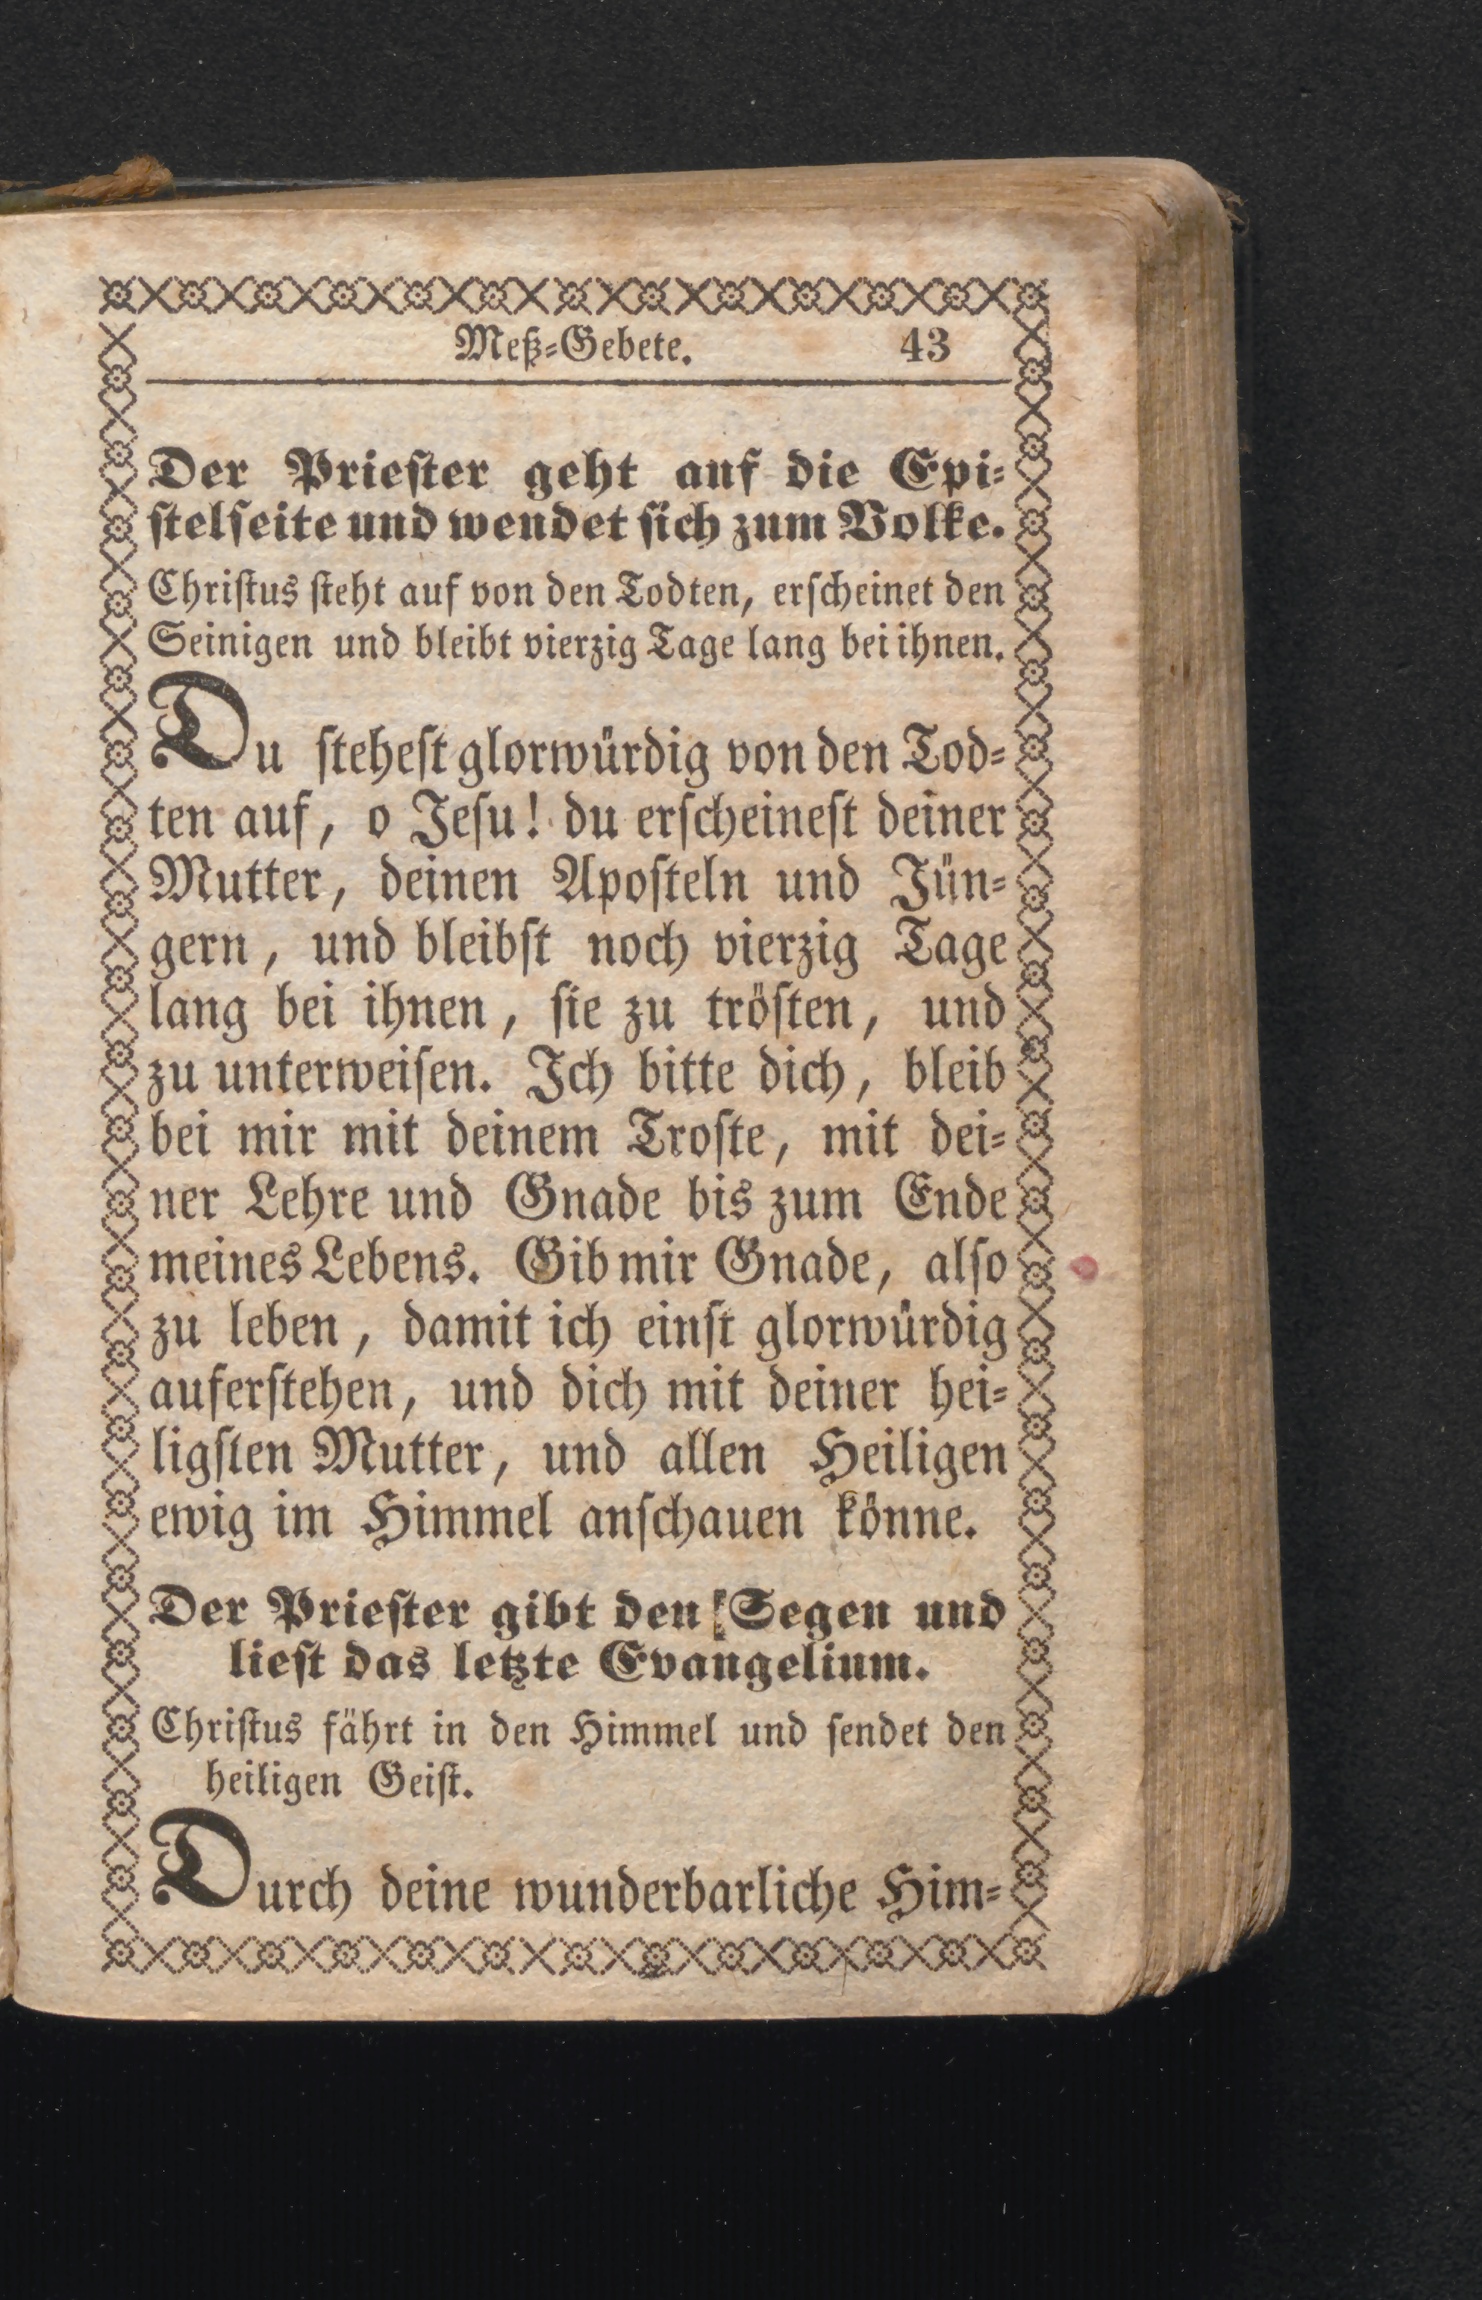 Meß-Gebete. 43
Der Priester geht auf die Epi-
stelseite und wendet sich zum Volke.
Christus steht auf von den Todten, erscheinet den
Seinigen und bleibt vierzig Tage lang bei ihnen.
Du stehest glorwürdig von den Tod-
ten auf, o Jesu! du erscheinest deiner
Mutter, deinen Aposteln und Jün-
gern, und bleibst noch vierzig Tage
lang bei ihnen, sie zu trösten, und
zu unterweisen. Ich bitte dich, bleib
bei mir mit deinem Troste, mit dei-
ner Lehre und Gnade bis zum Ende
meines Lebens. Gib mir Gnade, also
zu leben, damit ich einst glorwürdig
auferstehen, und dich mit deiner hei-
ligsten Mutter, und allen Heiligen
ewig im Himmel anschauen könne.
Der Priester gibt den Segen und
liest das letzte Evangelium.
Christus fährt in den Himmel und sendet den
heiligen Geist.
Durch deine wunderbarliche Him-